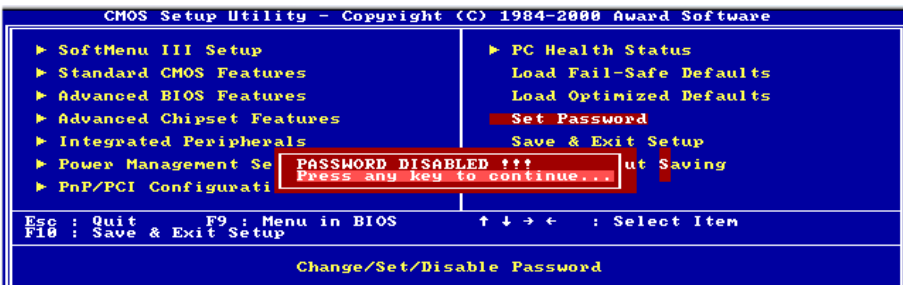 CMOS Setup Utility - Copyright (C) 1984-2000 Award Software
► SoftMenu III Setup
► Standard CMOS Features
► Advanced BIOS Features
► Advanced Chipset Features
► Integrated Peripherals
► Power Management Se
► PnP/PCI Configurati
► PC Health Status
Load Fail-Safe Defaults
Load Optimized Defaults
Set Password
Save & Exit Setup
ut Saving
PASSWORD DISABLED !!!
Press any key to continue...
Esc : Quit F9 : Menu in BIOS ↑ ↓ → ← : Select Item
F10 : Save & Exit Setup
Change/Set/Disable Password